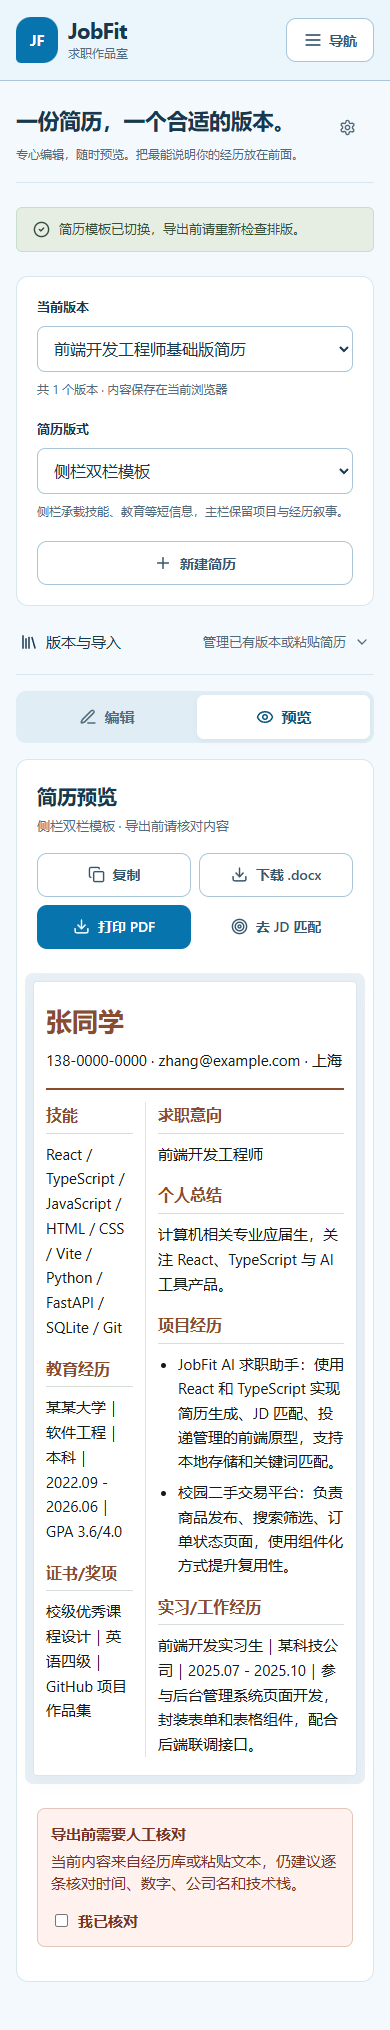 JF
JobFit
求职作品室
导航
一份简历，一个合适的版本。
专心编辑，随时预览。把最能说明你的经历放在前面。
简历模板已切换，导出前请重新检查排版。
当前版本
前端开发工程师基础版简历
共 1 个版本 · 内容保存在当前浏览器
简历版式
侧栏双栏模板
侧栏承载技能、教育等短信息，主栏保留项目与经历叙事。
新建简历
版本与导入
管理已有版本或粘贴简历
编辑
预览
简历预览
侧栏双栏模板 · 导出前请核对内容
复制
下载 .docx
打印 PDF
去 JD 匹配
张同学
138-0000-0000 · zhang@example.com · 上海
技能
React /
TypeScript /
JavaScript /
HTML / CSS
/ Vite /
Python /
FastAPI /
SQLite / Git
教育经历
某某大学 |
软件工程 |
本科 |
2022.09 -
2026.06 |
GPA 3.6/4.0
证书/奖项
校级优秀课
程设计 | 英
语四级 |
GitHub 项目
作品集
求职意向
前端开发工程师
个人总结
计算机相关专业应届生，关
注 React、TypeScript 与 AI
工具产品。
项目经历
• JobFit AI 求职助手：使用
React 和 TypeScript 实现
简历生成、JD 匹配、投
递管理的前端原型，支持
本地存储和关键词匹配。
• 校园二手交易平台：负责
商品发布、搜索筛选、订
单状态页面，使用组件化
方式提升复用性。
实习/工作经历
前端开发实习生 | 某科技公
司 | 2025.07 - 2025.10 | 参
与后台管理系统页面开发，
封装表单和表格组件，配合
后端联调接口。
导出前需要人工核对
当前内容来自经历库或粘贴文本，仍建议逐
条核对时间、数字、公司名和技术栈。
我已核对